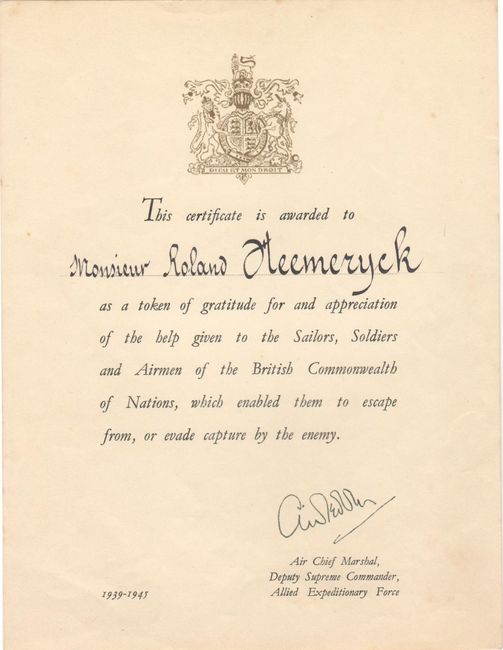 DIEU ET MON DROIT
This certificate is awarded to
Monsieur Roland Heemeryck
as a token of gratitude for and appreciation
of the help given to the Sailors, Soldiers
and Airmen of the British Commonwealth
of Nations, which enabled them to escape
from, or evade capture by the enemy.
Air Chief Marshal,
Deputy Supreme Commander,
Allied Expeditionary Force
1939-1945